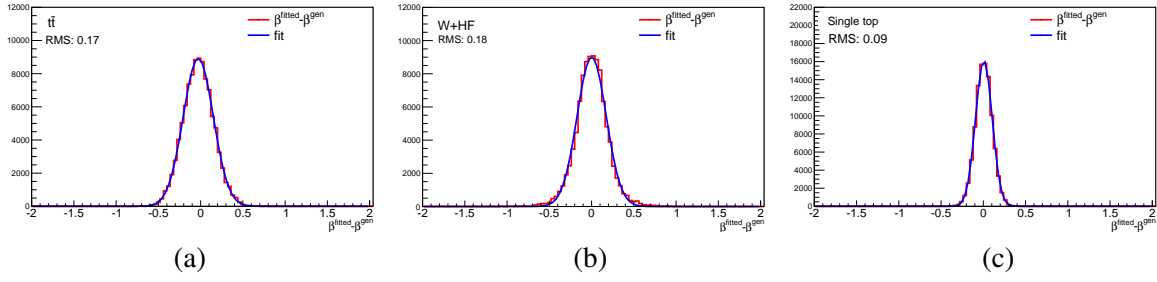 tt̄
RMS: 0.17
β^fitted-β^gen
fit
12000
10000
8000
6000
4000
2000
0
-2 -1.5 -1 -0.5 0 0.5 1 1.5 2
β^fitted-β^gen
(a)
W+HF
RMS: 0.18
β^fitted-β^gen
fit
12000
10000
8000
6000
4000
2000
0
-2 -1.5 -1 -0.5 0 0.5 1 1.5 2
β^fitted-β^gen
(b)
Single top
RMS: 0.09
β^fitted-β^gen
fit
22000
20000
18000
16000
14000
12000
10000
8000
6000
4000
2000
0
-2 -1.5 -1 -0.5 0 0.5 1 1.5 2
β^fitted-β^gen
(c)